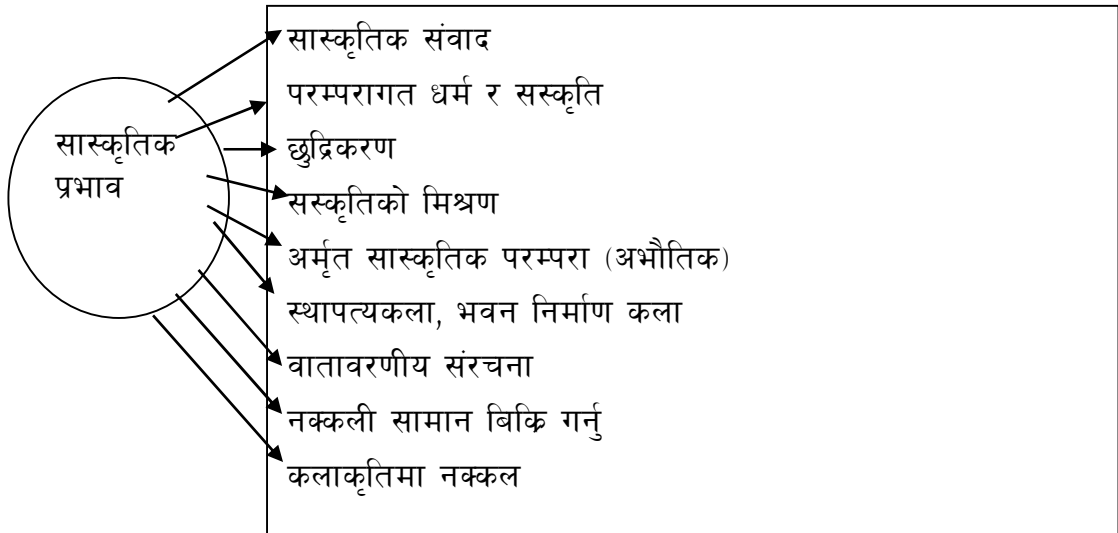 सास्कृतिक
प्रभाव
सास्कृतिक संवाद
परम्परागत धर्म र सस्कृति
छुद्रिकरण
सस्कृतिको मिश्रण
अर्मृत सास्कृतिक परम्परा (अभौतिक)
स्थापत्यकला, भवन निर्माण कला
वातावरणीय संरचना
नक्कली सामान बिक्रि गर्नु
कलाकृतिमा नक्कल